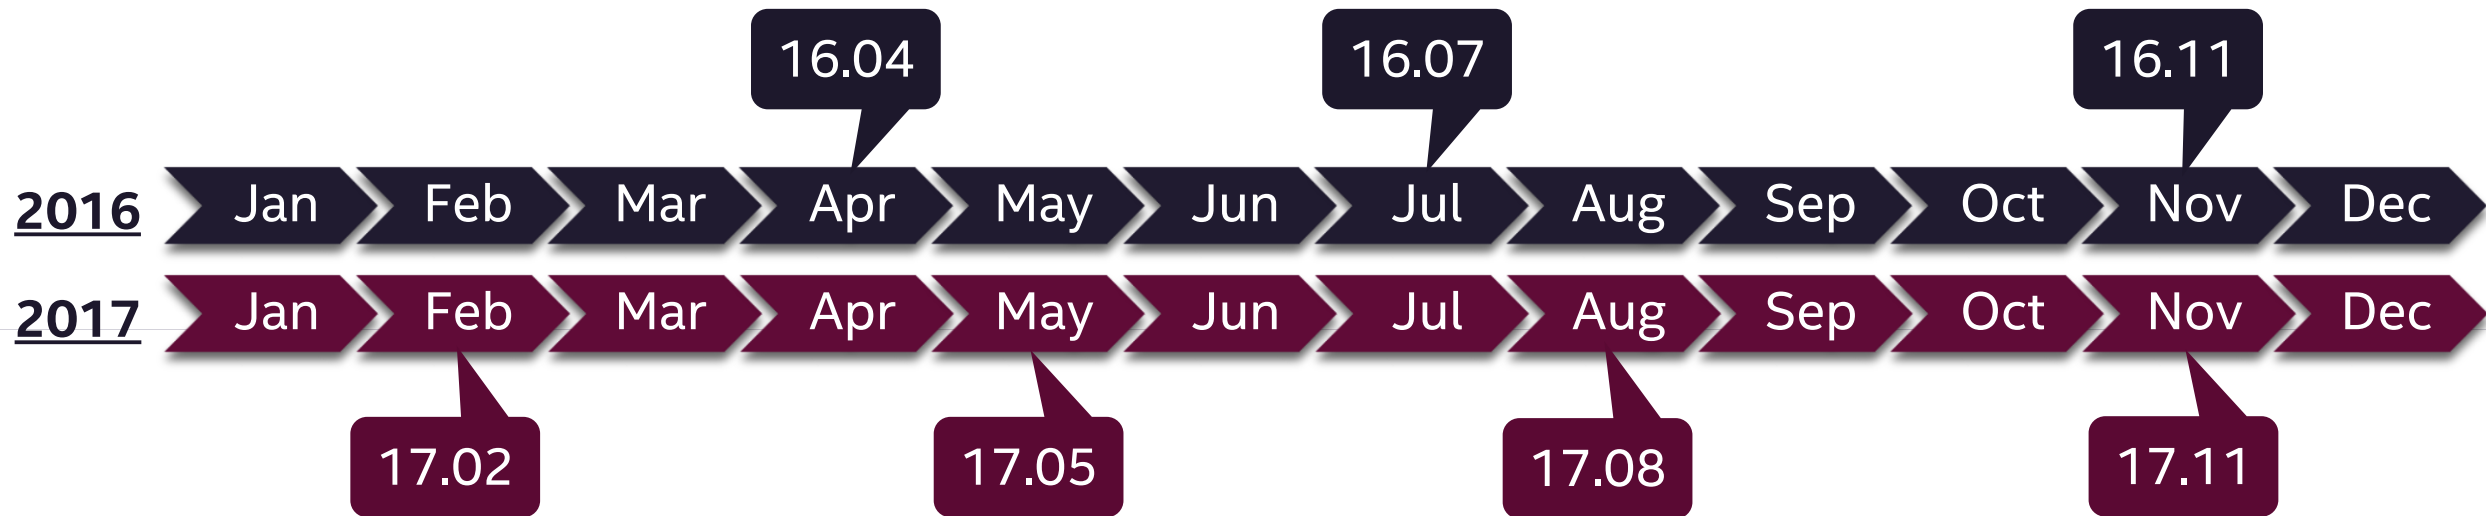 16.04 16.07 16.11
2016 Jan Feb Mar Apr May Jun Jul Aug Sep Oct Nov Dec
2017 Jan Feb Mar Apr May Jun Jul Aug Sep Oct Nov Dec
17.02 17.05 17.08 17.11